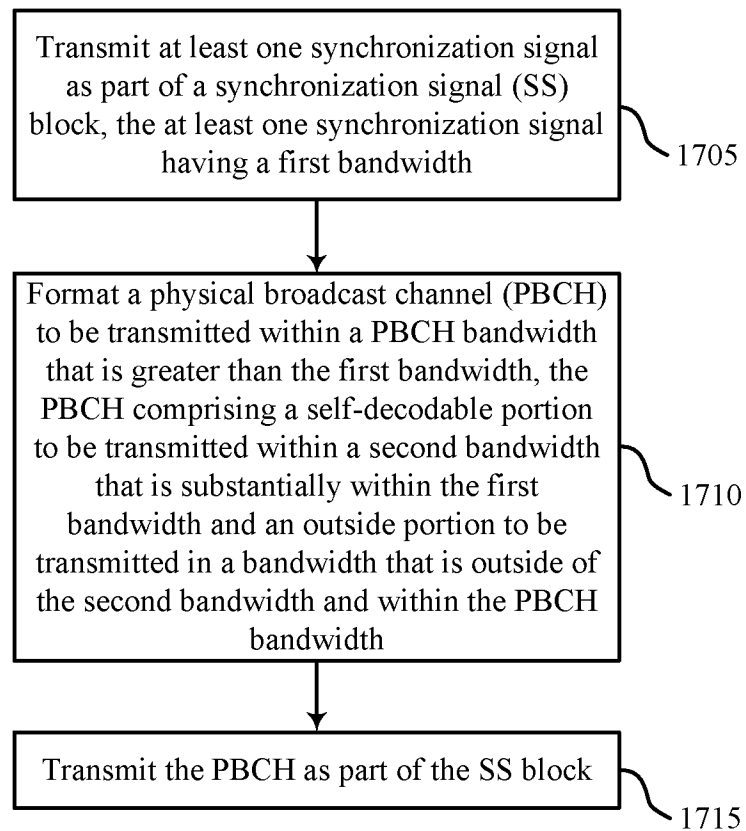 Transmit at least one synchronization signal
as part of a synchronization signal (SS)
block, the at least one synchronization signal
having a first bandwidth
1705
Format a physical broadcast channel (PBCH)
to be transmitted within a PBCH bandwidth
that is greater than the first bandwidth, the
PBCH comprising a self-decodable portion
to be transmitted within a second bandwidth
that is substantially within the first
bandwidth and an outside portion to be
transmitted in a bandwidth that is outside of
the second bandwidth and within the PBCH
bandwidth
1710
Transmit the PBCH as part of the SS block
1715